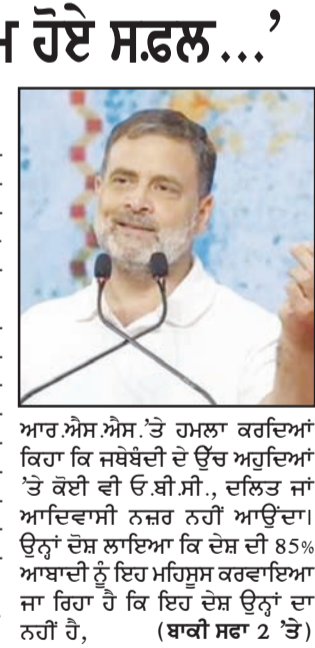 ਹੋਏ ਸਫ਼ਲ...’
ਆਰ.ਐਸ.ਐਸ.’ਤੇ ਹਮਲਾ ਕਰਦਿਆਂ
ਕਿਹਾ ਕਿ ਜਥੇਬੰਦੀ ਦੇ ਉੱਚ ਅਹੁਦਿਆਂ
’ਤੇ ਕੋਈ ਵੀ ਓ.ਬੀ.ਸੀ., ਦਲਿਤ ਜਾਂ
ਆਦਿਵਾਸੀ ਨਜ਼ਰ ਨਹੀਂ ਆਉਂਦਾ।
ਉਨ੍ਹਾਂ ਦੋਸ਼ ਲਾਇਆ ਕਿ ਦੇਸ਼ ਦੀ 85%
ਆਬਾਦੀ ਨੂੰ ਇਹ ਮਹਿਸੂਸ ਕਰਵਾਇਆ
ਜਾ ਰਿਹਾ ਹੈ ਕਿ ਇਹ ਦੇਸ਼ ਉਨ੍ਹਾਂ ਦਾ
ਨਹੀਂ ਹੈ, (ਬਾਕੀ ਸਫਾ 2 ’ਤੇ)